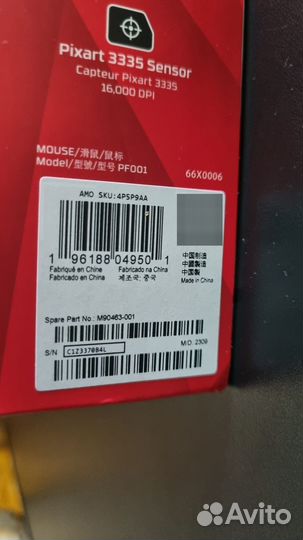 Pixart 3335 Sensor
Capteur Pixart 3335
16,000 DPI
MOUSE/滑鼠/鼠标
Model/型號/型号 PF001
66X0006
AMO SKU:4P5P9AA
1 96188 04950 1
Fabriqué en Chine Fabricado na China
Fabricado en China 제조국: 중국
中国制造
中國製造
中国製
Made in China
Spare Part No.: M90463-001
S/N C1Z337084L
M/D: 2309
Avito